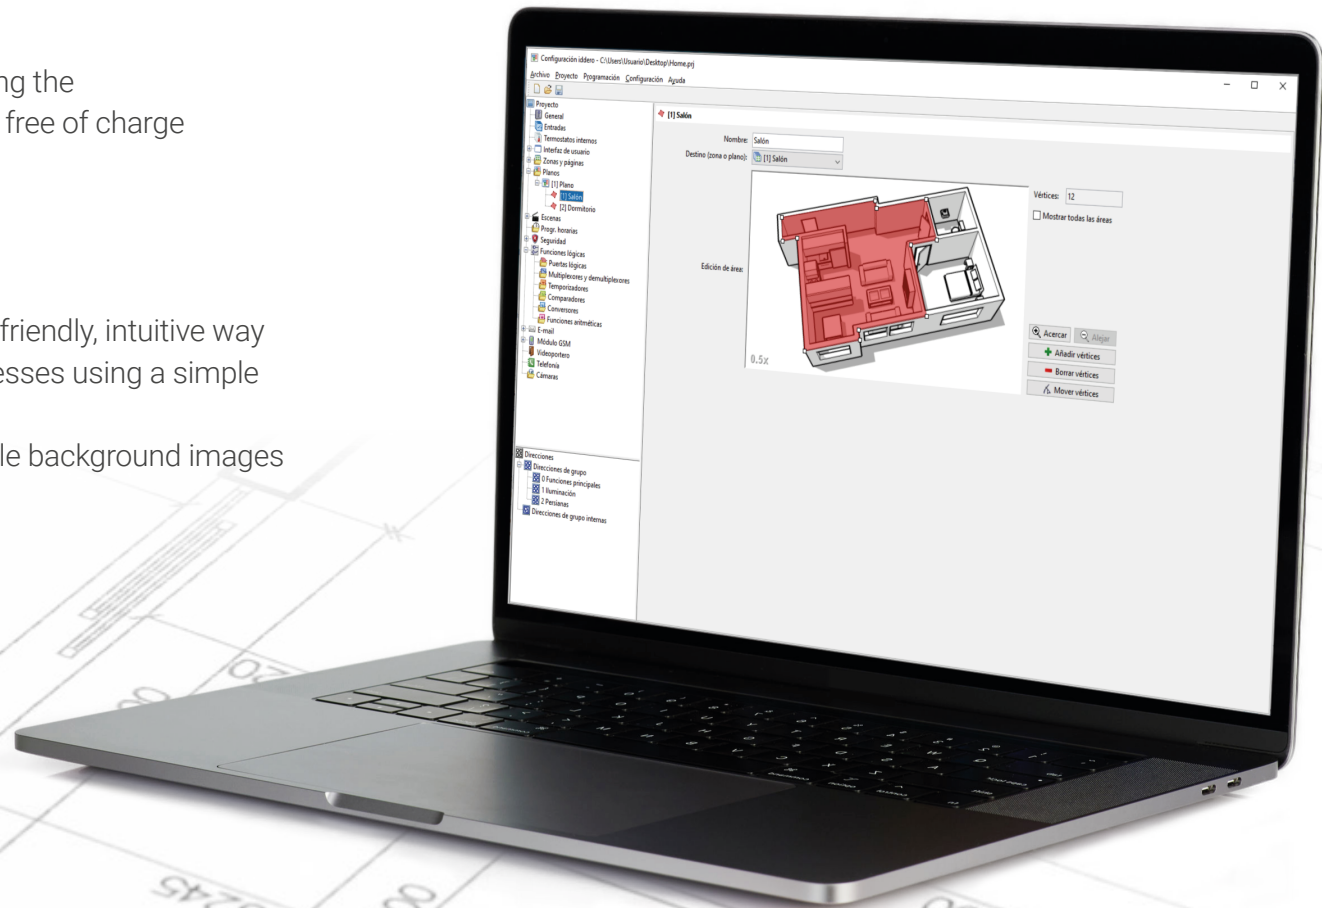 ng the
free of charge
friendly, intuitive way
esses using a simple
le background images
Configuración iddero - C:\Users\Usuario\Desktop\Home.prj
Archivo Proyecto Programación Configuración Ayuda
Proyecto
General
Entradas
Termostatos internos
Interfaz de usuario
Zonas y páginas
Planos
[1] Plano
[1] Salón
[2] Dormitorio
Escenas
Progr. horarias
Seguridad
Funciones lógicas
Puertas lógicas
Multiplexores y demultiplexores
Temporizadores
Comparadores
Conversores
Funciones aritméticas
E-mail
Módulo GSM
Videoportero
Telefonía
Cámaras
Direcciones
Direcciones de grupo
0 Funciones principales
1 Iluminación
2 Persianas
Direcciones de grupo internas
[1] Salón
Nombre: Salón
Destino (zona o plano): [1] Salón
Edición de área:
0.5x
Vértices: 12
Mostrar todas las áreas
Acercar Alejar
Añadir vértices
Borrar vértices
Mover vértices